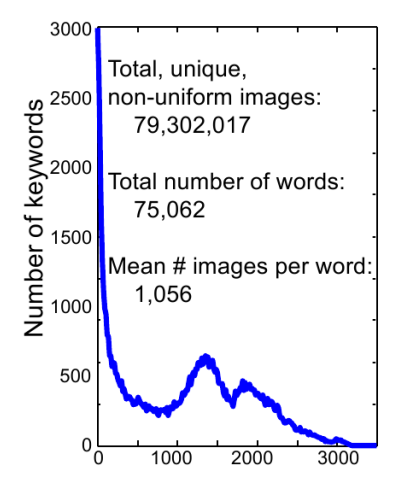 3000
Total, unique,
non-uniform images:
79,302,017
2500
2000
Total number of words:
75,062
1500
Mean # images per word:
1,056
1000
500
0
Number of keywords
0 1000 2000 3000